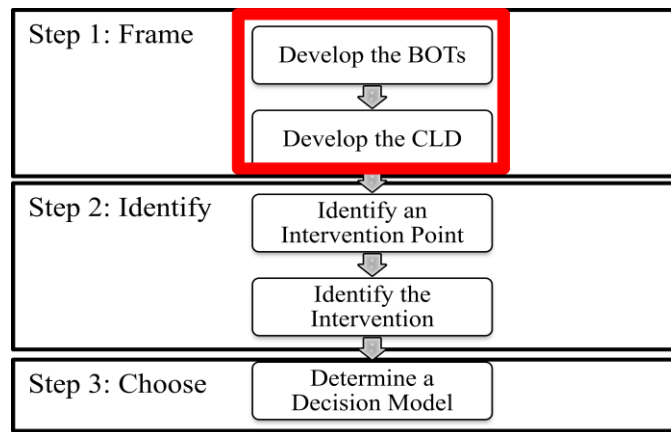 Step 1: Frame
Develop the BOTs
Develop the CLD
Step 2: Identify
Identify an
Intervention Point
Identify the
Intervention
Step 3: Choose
Determine a
Decision Model